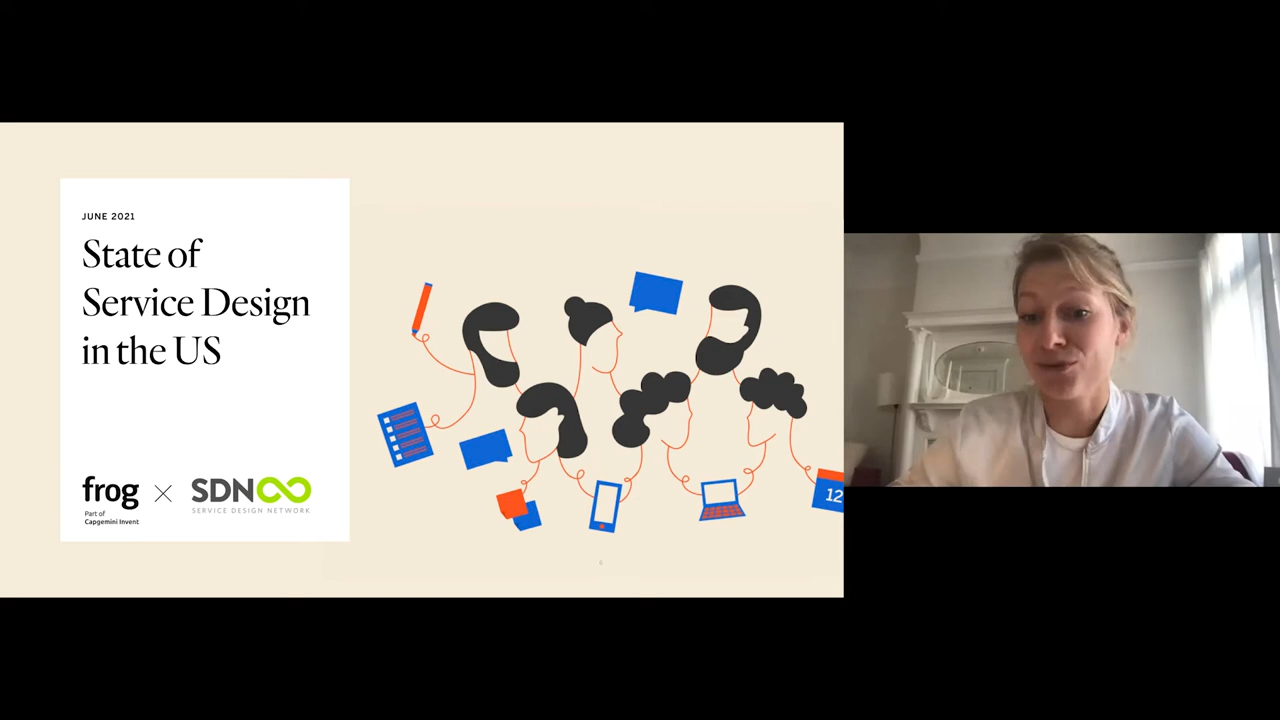 JUNE 2021
State of
Service Design
in the US
frog × SDN
Part of
Capgemini Invent
SERVICE DESIGN NETWORK
12
6